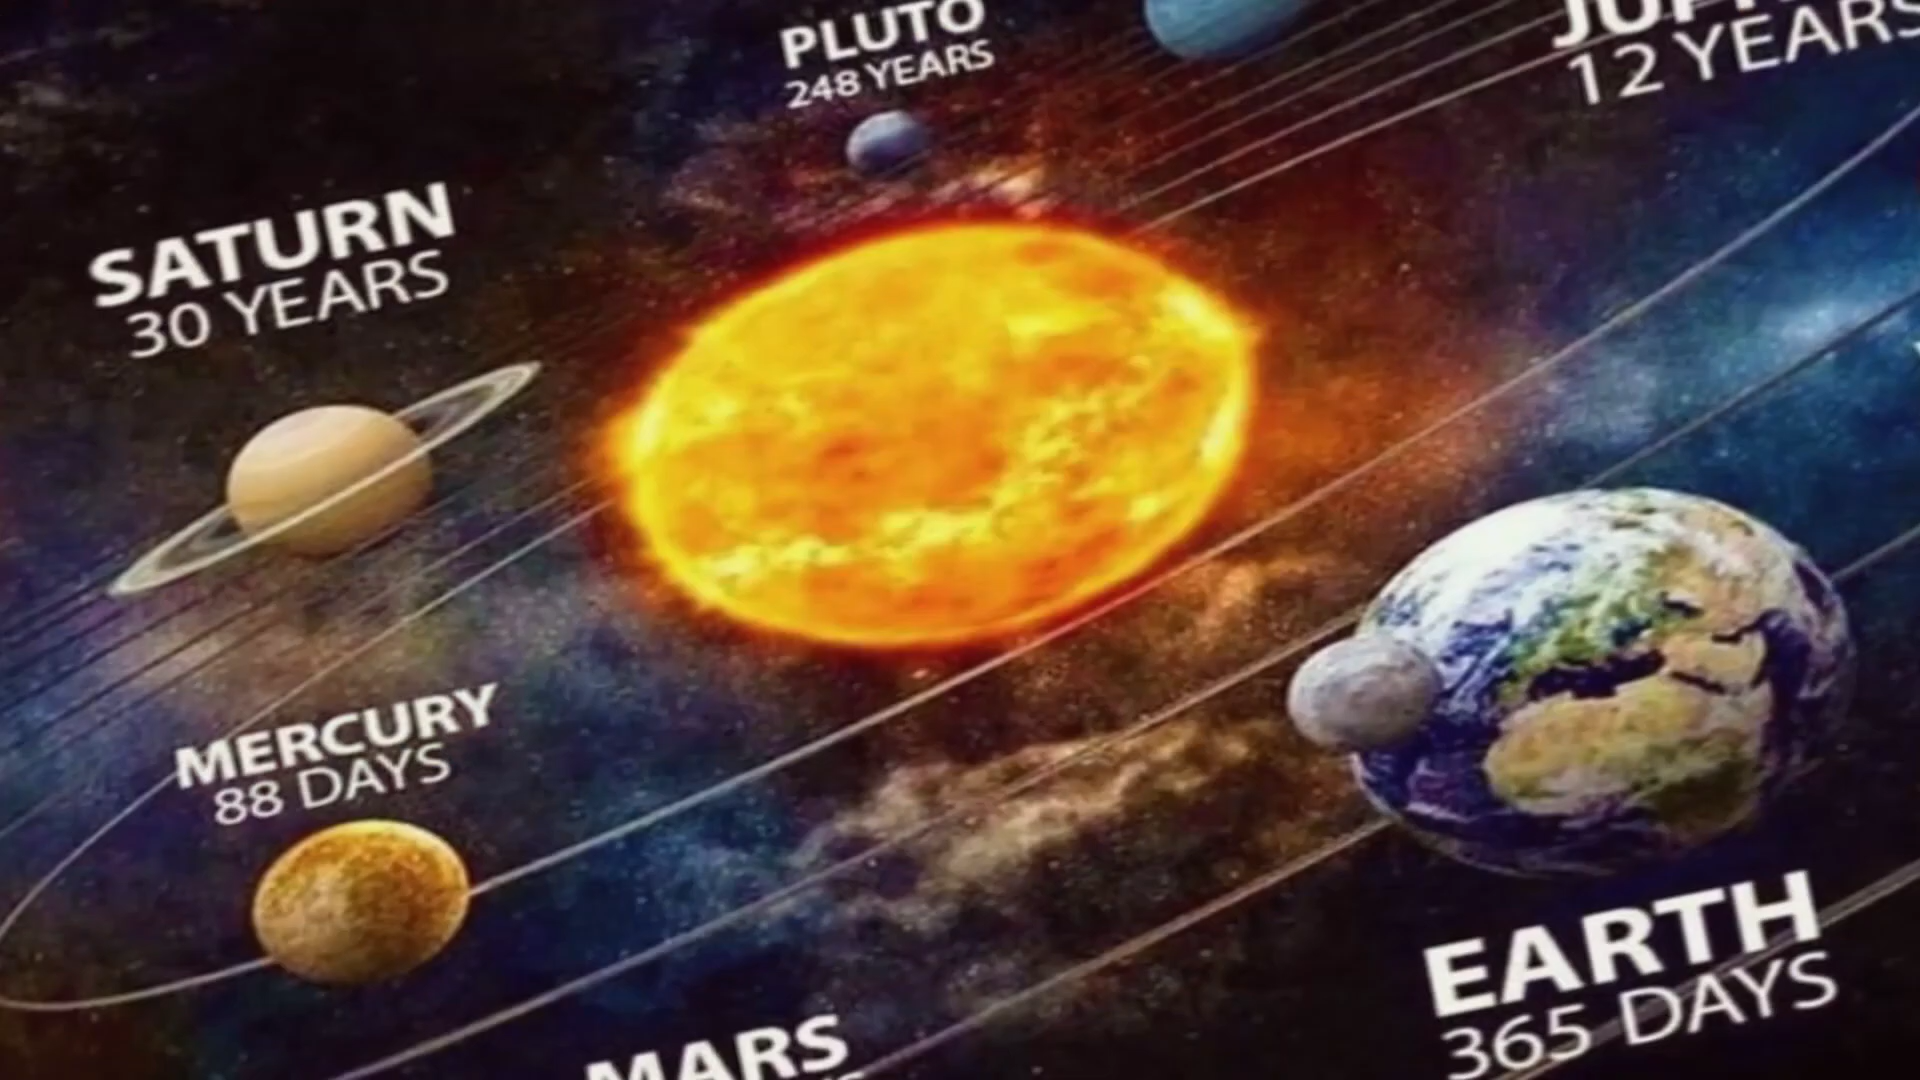 PLUTO
248 YEARS
12 YEARS
SATURN
30 YEARS
MERCURY
88 DAYS
EARTH
365 DAYS
MARS